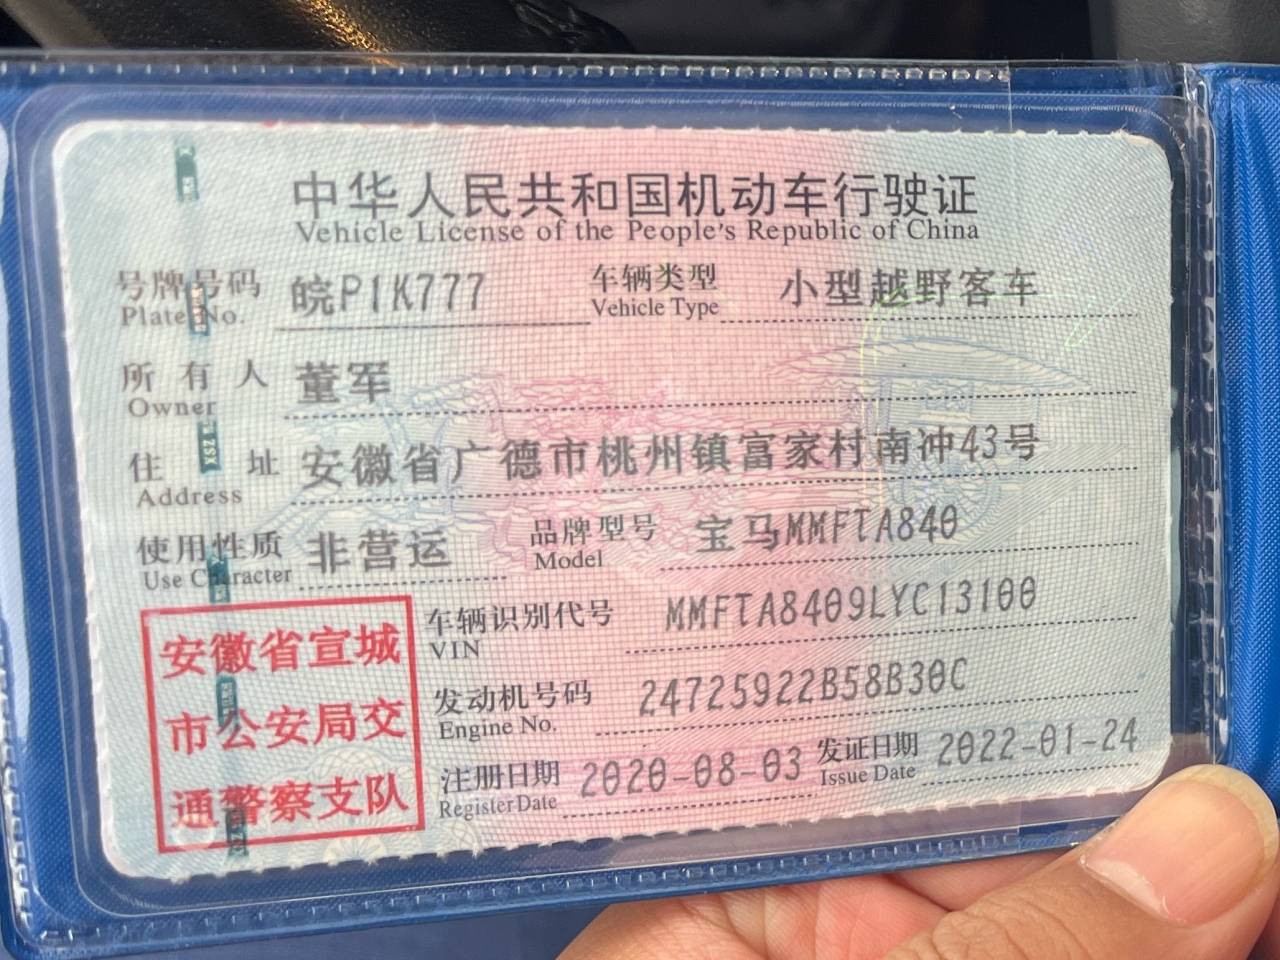 中华人民共和国机动车行驶证
Vehicle License of the People's Republic of China
号牌号码 皖P1K777 车辆类型 小型越野客车
Plate No. Vehicle Type
所有人 董军
Owner
住址 安徽省广德市桃州镇富家村南冲43号
Address
使用性质 非营运 品牌型号 宝马MMFTA840
Use Character Model
安徽省宣城
市公安局交
通警察支队
车辆识别代号 MMFTA8409LYC13100
VIN
发动机号码 24725922B58B30C
Engine No.
注册日期 2020-08-03 发证日期 2022-01-24
Register Date Issue Date